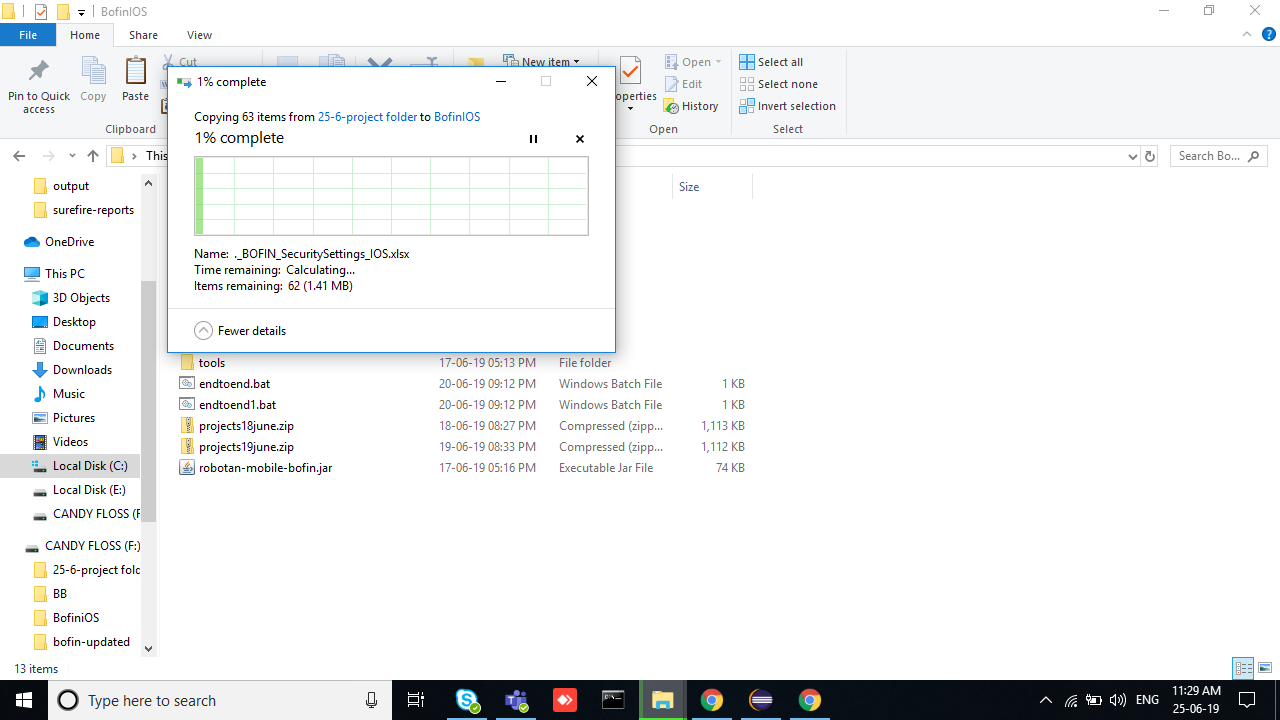 BofinIOS
File Home Share View
Pin to Quick access
Copy
Paste
Cut
Clipboard
New item
Properties
Open
Edit
History
Open
Select all
Select none
Invert selection
Select
1% complete
Copying 63 items from 25-6-project folder to BofinIOS
1% complete
Name: ._BOFIN_SecuritySettings_IOS.xlsx
Time remaining: Calculating...
Items remaining: 62 (1.41 MB)
Fewer details
This
Search Bo...
Size
output
surefire-reports
OneDrive
This PC
3D Objects
Desktop
Documents
Downloads
Music
Pictures
Videos
Local Disk (C:)
Local Disk (E:)
CANDY FLOSS (F
CANDY FLOSS (F:)
25-6-project fold
BB
BofiniOS
bofin-updated
tools 17-06-19 05:13 PM File folder
endtoend.bat 20-06-19 09:12 PM Windows Batch File 1 KB
endtoend1.bat 20-06-19 09:12 PM Windows Batch File 1 KB
projects18june.zip 18-06-19 08:27 PM Compressed (zipp... 1,113 KB
projects19june.zip 19-06-19 08:33 PM Compressed (zipp... 1,112 KB
robotan-mobile-bofin.jar 17-06-19 05:16 PM Executable Jar File 74 KB
13 items
Type here to search
ENG
11:29 AM
25-06-19